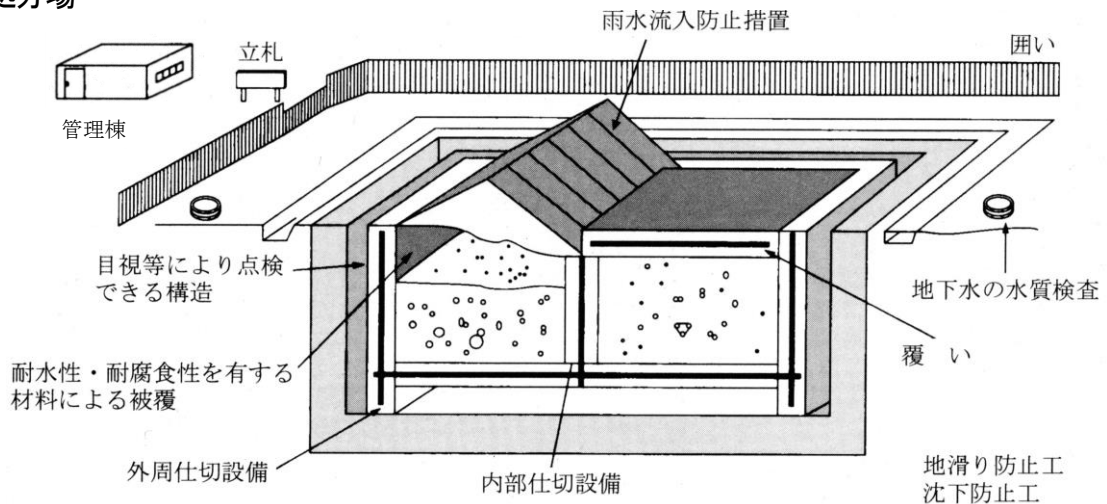 処分場
雨水流入防止措置
囲い
立札
管理棟
目視等により点検
できる構造
地下水の水質検査
覆 い
耐水性・耐腐食性を有する
材料による被覆
外周仕切設備
内部仕切設備
地滑り防止工
沈下防止工